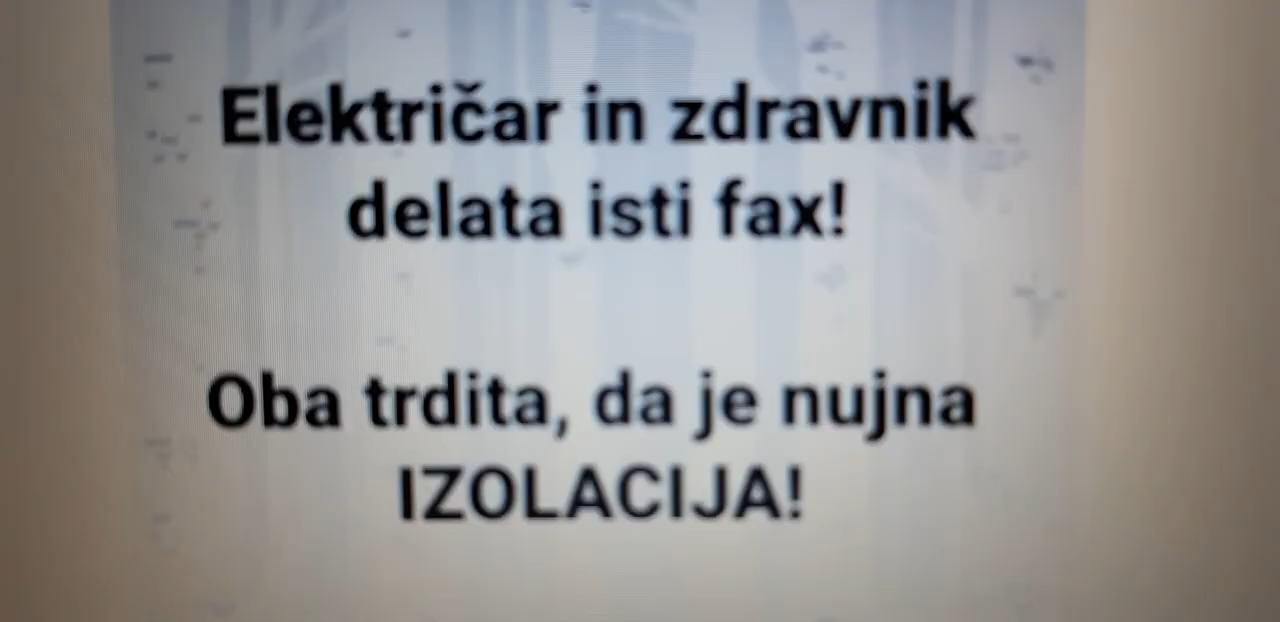 Električar in zdravnik
delata isti fax!
Oba trdita, da je nujna
IZOLACIJA!